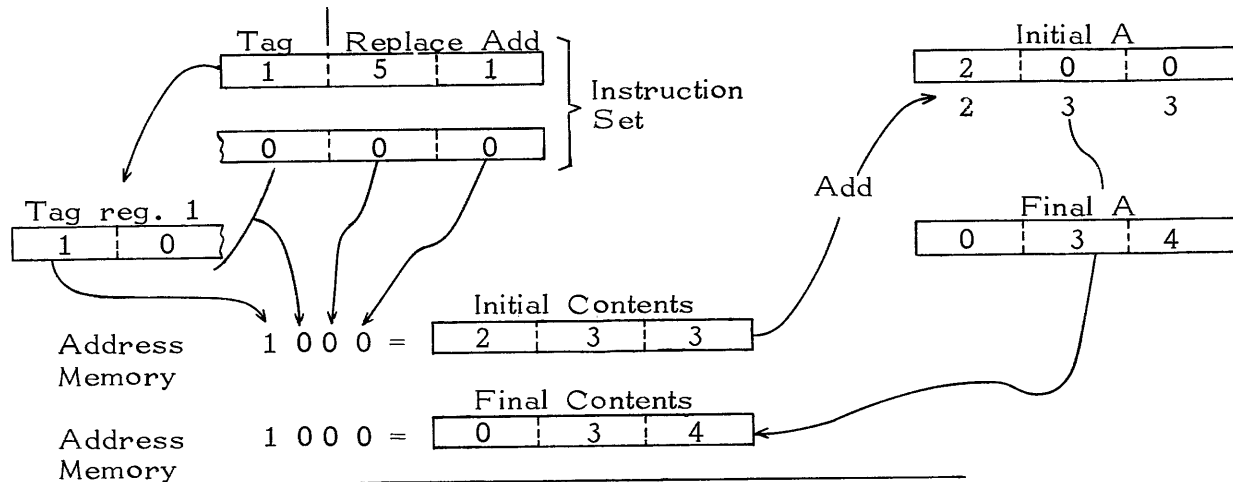 Tag Replace Add
1 5 1
0 0 0
Instruction
Set
Tag reg. 1
1 0
Initial A
2 0 0
2 3 3
Add
Final A
0 3 4
Initial Contents
Address 1 0 0 0 = 2 3 3
Memory
Final Contents
Address 1 0 0 0 = 0 3 4
Memory